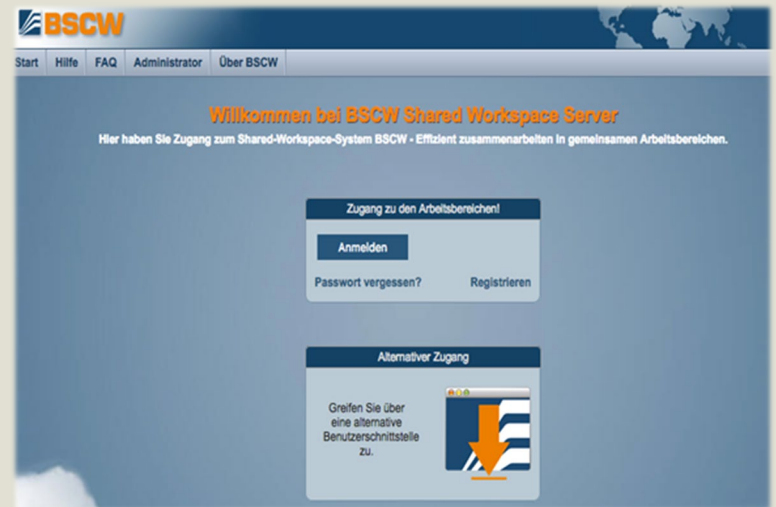 BSCW
Start Hilfe FAQ Administrator Über BSCW
Willkommen bei BSCW Shared Workspace Server
Hier haben Sie Zugang zum Shared-Workspace-System BSCW - Effizient zusammenarbeiten in gemeinsamen Arbeitsbereichen.
Zugang zu den Arbeitsbereichen!
Anmelden
Passwort vergessen? Registrieren
Alternativer Zugang
Greifen Sie über
eine alternative
Benutzerschnittstelle
zu.